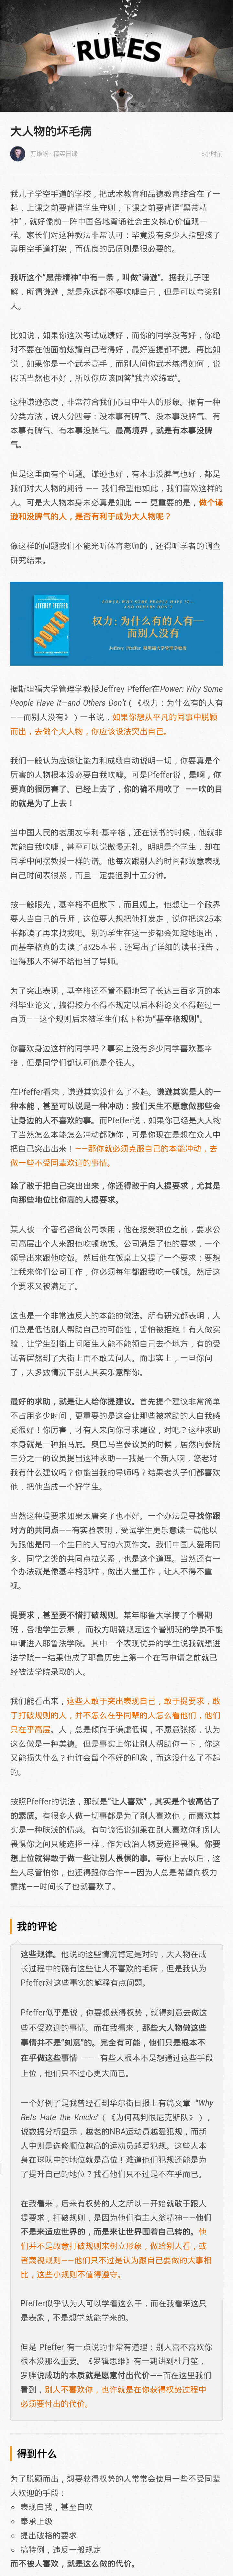 RULES
大人物的坏毛病
万维钢 · 精英日课
8小时前
我儿子学空手道的学校，把武术教育和品德教育结合在了一
起，上课之前要背诵学生守则，下课之前要背诵“黑带精
神”，就好像前一阵中国各地背诵社会主义核心价值观一
样。家长们对这种教法非常认可：毕竟没有多少人指望孩子
真用空手道打架，而优良的品质则是很必要的。
我听这个“黑带精神”中有一条，叫做“谦逊”。据我儿子理
解，所谓谦逊，就是永远都不要吹嘘自己，但是可以夸奖别
人。
比如说，如果你这次考试成绩好，而你的同学没考好，你绝
对不要在他面前炫耀自己考得好，最好连提都不提。再比如
说，如果你是一个武术高手，而别人问你武术练得如何，说
假话当然也不好，所以你应该回答“我喜欢练武”。
这种谦逊态度，非常符合我们心目中牛人的形象。据有一种
分类方法，说人分四等：没本事有脾气、没本事没脾气、有
本事有脾气、有本事没脾气。最高境界，就是有本事没脾
气。
但是这里面有个问题。谦逊也好，有本事没脾气也好，都是
我们对大人物的期待 —— 我们希望他如此，我们喜欢这样的
人。可是大人物本身未必真是如此 —— 更重要的是，做个谦
逊和没脾气的人，是否有利于成为大人物呢？
像这样的问题我们不能光听体育老师的，还得听学者的调查
研究结果。
JEFFREY PFEFFER
POWER
POWER: WHY SOME PEOPLE HAVE IT—
AND OTHERS DON'T
权力：为什么有的人有—
而别人没有
Jeffrey Pfeffer 斯坦福大学管理学教授
据斯坦福大学管理学教授Jeffrey Pfeffer在Power: Why Some
People Have It—and Others Don't (《权力：为什么有的人有
——而别人没有》) 一书说，如果你想从平凡的同事中脱颖
而出，去做个大人物，你应该设法突出自己。
我们一般认为应该让能力和成绩自动说明一切，你要真是个
厉害的人物根本没必要自我吹嘘。可是Pfeffer说，是啊，你
要真的很厉害了、已经上去了，你的确不用吹了 ——吹的目
的就是为了上去！
当中国人民的老朋友亨利·基辛格，还在读书的时候，他就非
常能自我吹嘘，甚至可以说傲慢无礼。明明是个学生，却在
同学中间摆教授一样的谱。他每次跟别人约时间都故意表现
自己时间表很紧，而且一定要迟到十五分钟。
按一般眼光，基辛格不但欺下，而且媚上。他想让一个政界
要人当自己的导师，这位要人想把他打发走，说你把这25本
书都读了再来找我吧。别的学生在这一步都会知趣地退出，
而基辛格真的去读了那25本书，还写出了详细的读书报告，
逼得那人不得不给他当了导师。
为了突出表现，基辛格还不管不顾地写了长达三百多页的本
科毕业论文，搞得校方不得不规定以后本科论文不得超过一
百页——这个规则后来被学生们私下称为“基辛格规则”。
你喜欢身边这样的同学吗？事实上没有多少同学喜欢基辛
格，但是同学们都认可他是个强人。
在Pfeffer看来，谦逊其实没什么了不起。谦逊其实是人的一
种本能，甚至可以说是一种冲动：我们天生不愿意做那些会
让身边的人不喜欢的事。而Pfeffer说，如果你已经是大人物
了当然怎么本能怎么冲动都随你，可是你现在是想在众人中
把自己突出出来！——那你就必须克服自己的本能冲动，去
做一些不受同辈欢迎的事情。
除了敢于把自己突出出来，你还得敢于向人提要求，尤其是
向那些地位比你高的人提要求。
某人被一个著名咨询公司录用，他在接受职位之前，要求公
司高层出个人来跟他吃顿晚饭。公司满足了他的要求，一个
领导出来跟他吃饭。然后他在饭桌上又提了一个要求：要想
让我来你们公司工作，你必须每年都跟我吃一顿饭。然后这
个要求又被满足了。
这也是一个非常违反人的本能的做法。所有研究都表明，人
们总是低估别人帮助自己的可能性，害怕被拒绝！有人做实
验，让学生到街上问陌生人能不能领自己去个地方，有的受
试者居然到了大街上而不敢去问人。而事实上，一旦你问
了，大多数情况下别人其实乐意帮你。
最好的求助，就是让人给你提建议。首先提个建议非常简单
不占用多少时间，更重要的是这会让那些被求助的人自我感
觉很好！你厉害，才有人来向你寻求建议，对吧？这种求助
本身就是一种拍马屁。奥巴马当参议员的时候，居然向参院
三分之一的议员提出这种求助——我是一个新人啊，您老对
我有什么建议吗？你能当我的导师吗？结果老头子们都喜欢
他，把他当成一个好学生。
当然这种提要求如果太唐突了也不好。一个办法是寻找你跟
对方的共同点——有实验表明，受试学生更乐意读一篇他以
为跟他是同一个生日的人写的六页作文。我们中国人爱用同
乡、同学之类的共同点拉关系，也是这个道理。当然还有一
个办法就是像基辛格那样，做出大量工作，让人不得不重
视。
提要求，甚至要不惜打破规则。某年耶鲁大学搞了个暑期
班，各地学生云集，而校方明确规定这个暑期班的学员不能
申请进入耶鲁法学院。其中一个表现优异的学生说我就想进
法学院——结果他成了耶鲁历史上第一个在写申请之前就已
经被法学院录取的人。
我们能看出来，这些人敢于突出表现自己，敢于提要求，敢
于打破规则的人，并不怎么在乎同辈的人怎么看他们，他们
只在乎高层。人，总是倾向于谦虚低调，不愿意张扬，认为
这么做是一种美德。但是事实上你让别人帮助你一下，你这
又能损失什么？也许会留个不好的印象，而这没什么了不起
的。
按照Pfeffer的说法，那就是“让人喜欢”，其实是个被高估了
的素质。有很多人做一切事都是为了别人喜欢他，而喜欢其
实是一种肤浅的情感。有句谚语说如果在别人喜欢你和别人
畏惧你之间只能选择一样，作为政治人物要选择畏惧。你要
想上位就得敢于做一些让别人畏惧的事。等你上去以后，这
些人尽管怕你，也还得跟你合作——因为人总是希望向权力
靠拢——时间长了也就喜欢了。
我的评论
这些规律。他说的这些情况肯定是对的，大人物在成
长过程中的确有这些让人不喜欢的毛病，但是我认为
Pfeffer对这些事实的解释有点问题。
Pfeffer似乎是说，你要想获得权势，就得刻意去做这
些不受欢迎的事情。而在我看来，那些大人物做这些
事情并不是“刻意”的。完全有可能，他们只是根本不
在乎做这些事情 —— 有些人根本不是想通过这些手段
上位，他们只不过心更大而已。
一个好例子是我曾经看到华尔街日报上有篇文章 “Why
Refs Hate the Knicks”（《为何裁判恨尼克斯队》），
说数据分析显示，越老的NBA运动员越爱犯规，而新
人中则是选修顺位越高的运动员越爱犯规。这些人本
身在球队中的地位就是高位！难道他们犯规还能是为
了提升自己的地位？我看他们只不过是不在乎而已。
在我看来，后来有权势的人之所以一开始就敢于跟人
提要求，打破规则，是因为他们有主人翁精神——他们
不是来适应世界的，而是来让世界围着自己转的。他
们并不是故意打破规则来树立形象，做给别人看，或
者蔑视规则——他们只不过是认为跟自己要做的大事相
比，这些小规则不值得遵守。
Pfeffer似乎认为人可以学着这么干，而在我看来这只
是表象，不是想学就能学来的。
但是 Pfeffer 有一点说的非常有道理：别人喜不喜欢你
根本没那么重要。《罗辑思维》有一期讲到杜月笙，
罗胖说成功的本质就是愿意付出代价——而在这里我们
看到，别人不喜欢你，也许就是在你获得权势过程中
必须要付出的代价。
得到什么
为了脱颖而出，想要获得权势的人常常会使用一些不受同辈
人欢迎的手段：
表现自我，甚至自吹
奉承上级
提出破格的要求
搞特例，违反一般规定
而不被人喜欢，就是这么做的代价。